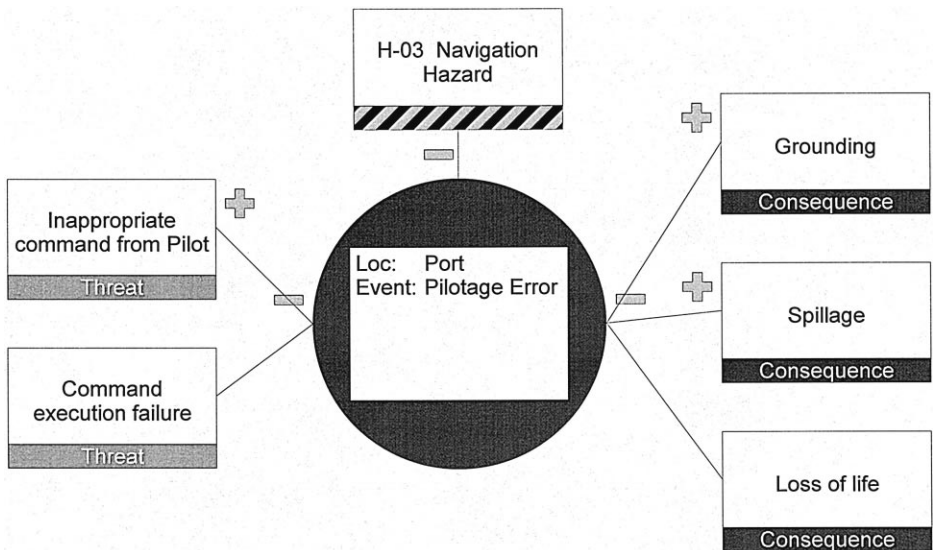 H-03 Navigation
Hazard
Inappropriate
command from Pilot
Threat
Command
execution failure
Threat
Loc: Port
Event: Pilotage Error
Grounding
Consequence
Spillage
Consequence
Loss of life
Consequence